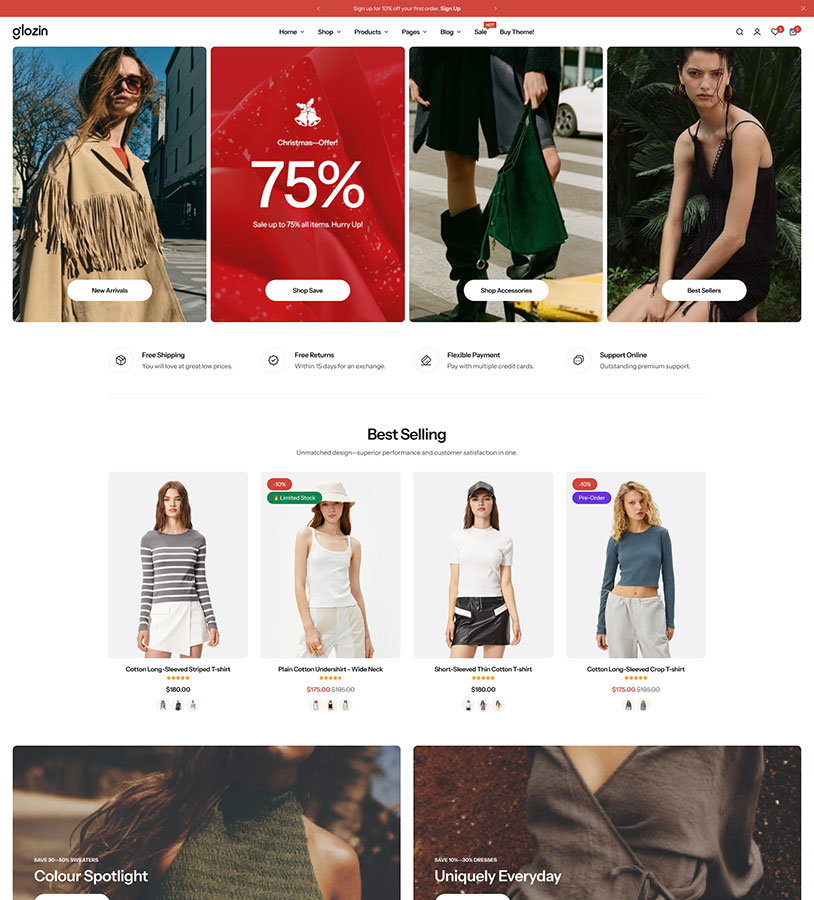 Sign up for 10% off your first order. Sign Up
glozin
Home
Shop
Products
Pages
Blog
Sale
HOT
Buy Theme!
Christmas—Offer!
75%
Sale up to 75% all items. Hurry Up!
New Arrivals
Shop Save
Shop Accessories
Best Sellers
Free Shipping
You will love at great low prices.
Free Returns
Within 15 days for an exchange.
Flexible Payment
Pay with multiple credit cards.
Support Online
Outstanding premium support.
Best Selling
Unmatched design—superior performance and customer satisfaction in one.
-10%
Limited Stock
-10%
Pre-Order
Cotton Long-Sleeved Striped T-shirt
$180.00
Plain Cotton Undershirt - Wide Neck
$175.00 $195.00
Short-Sleeved Thin Cotton T-shirt
$180.00
Cotton Long-Sleeved Crop T-shirt
$175.00 $195.00
SAVE 30—50% SWEATERS
Colour Spotlight
SAVE 10%—30% DRESSES
Uniquely Everyday